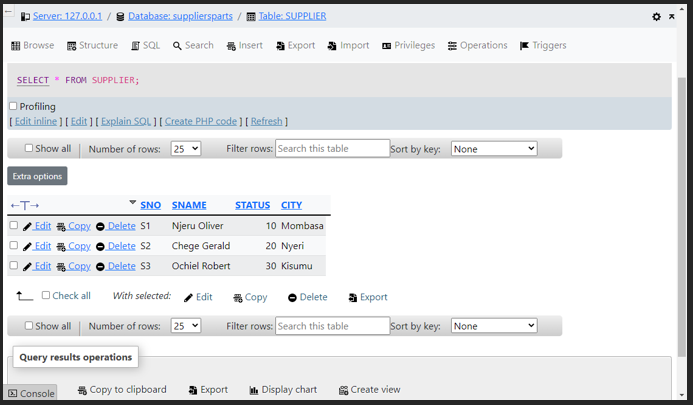 Server: 127.0.0.1 / Database: suppliersparts / Table: SUPPLIER
Browse Structure SQL Search Insert Export Import Privileges Operations Triggers
SELECT * FROM SUPPLIER;
Profiling
[ Edit inline ] [ Edit ] [ Explain SQL ] [ Create PHP code ] [ Refresh ]
Show all Number of rows: 25 Filter rows: Search this table Sort by key: None
Extra options
←T→ SNO SNAME STATUS CITY
Edit Copy Delete S1 Njeru Oliver 10 Mombasa
Edit Copy Delete S2 Chege Gerald 20 Nyeri
Edit Copy Delete S3 Ochiel Robert 30 Kisumu
Check all With selected: Edit Copy Delete Export
Show all Number of rows: 25 Filter rows: Search this table Sort by key: None
Query results operations
Console Copy to clipboard Export Display chart Create view